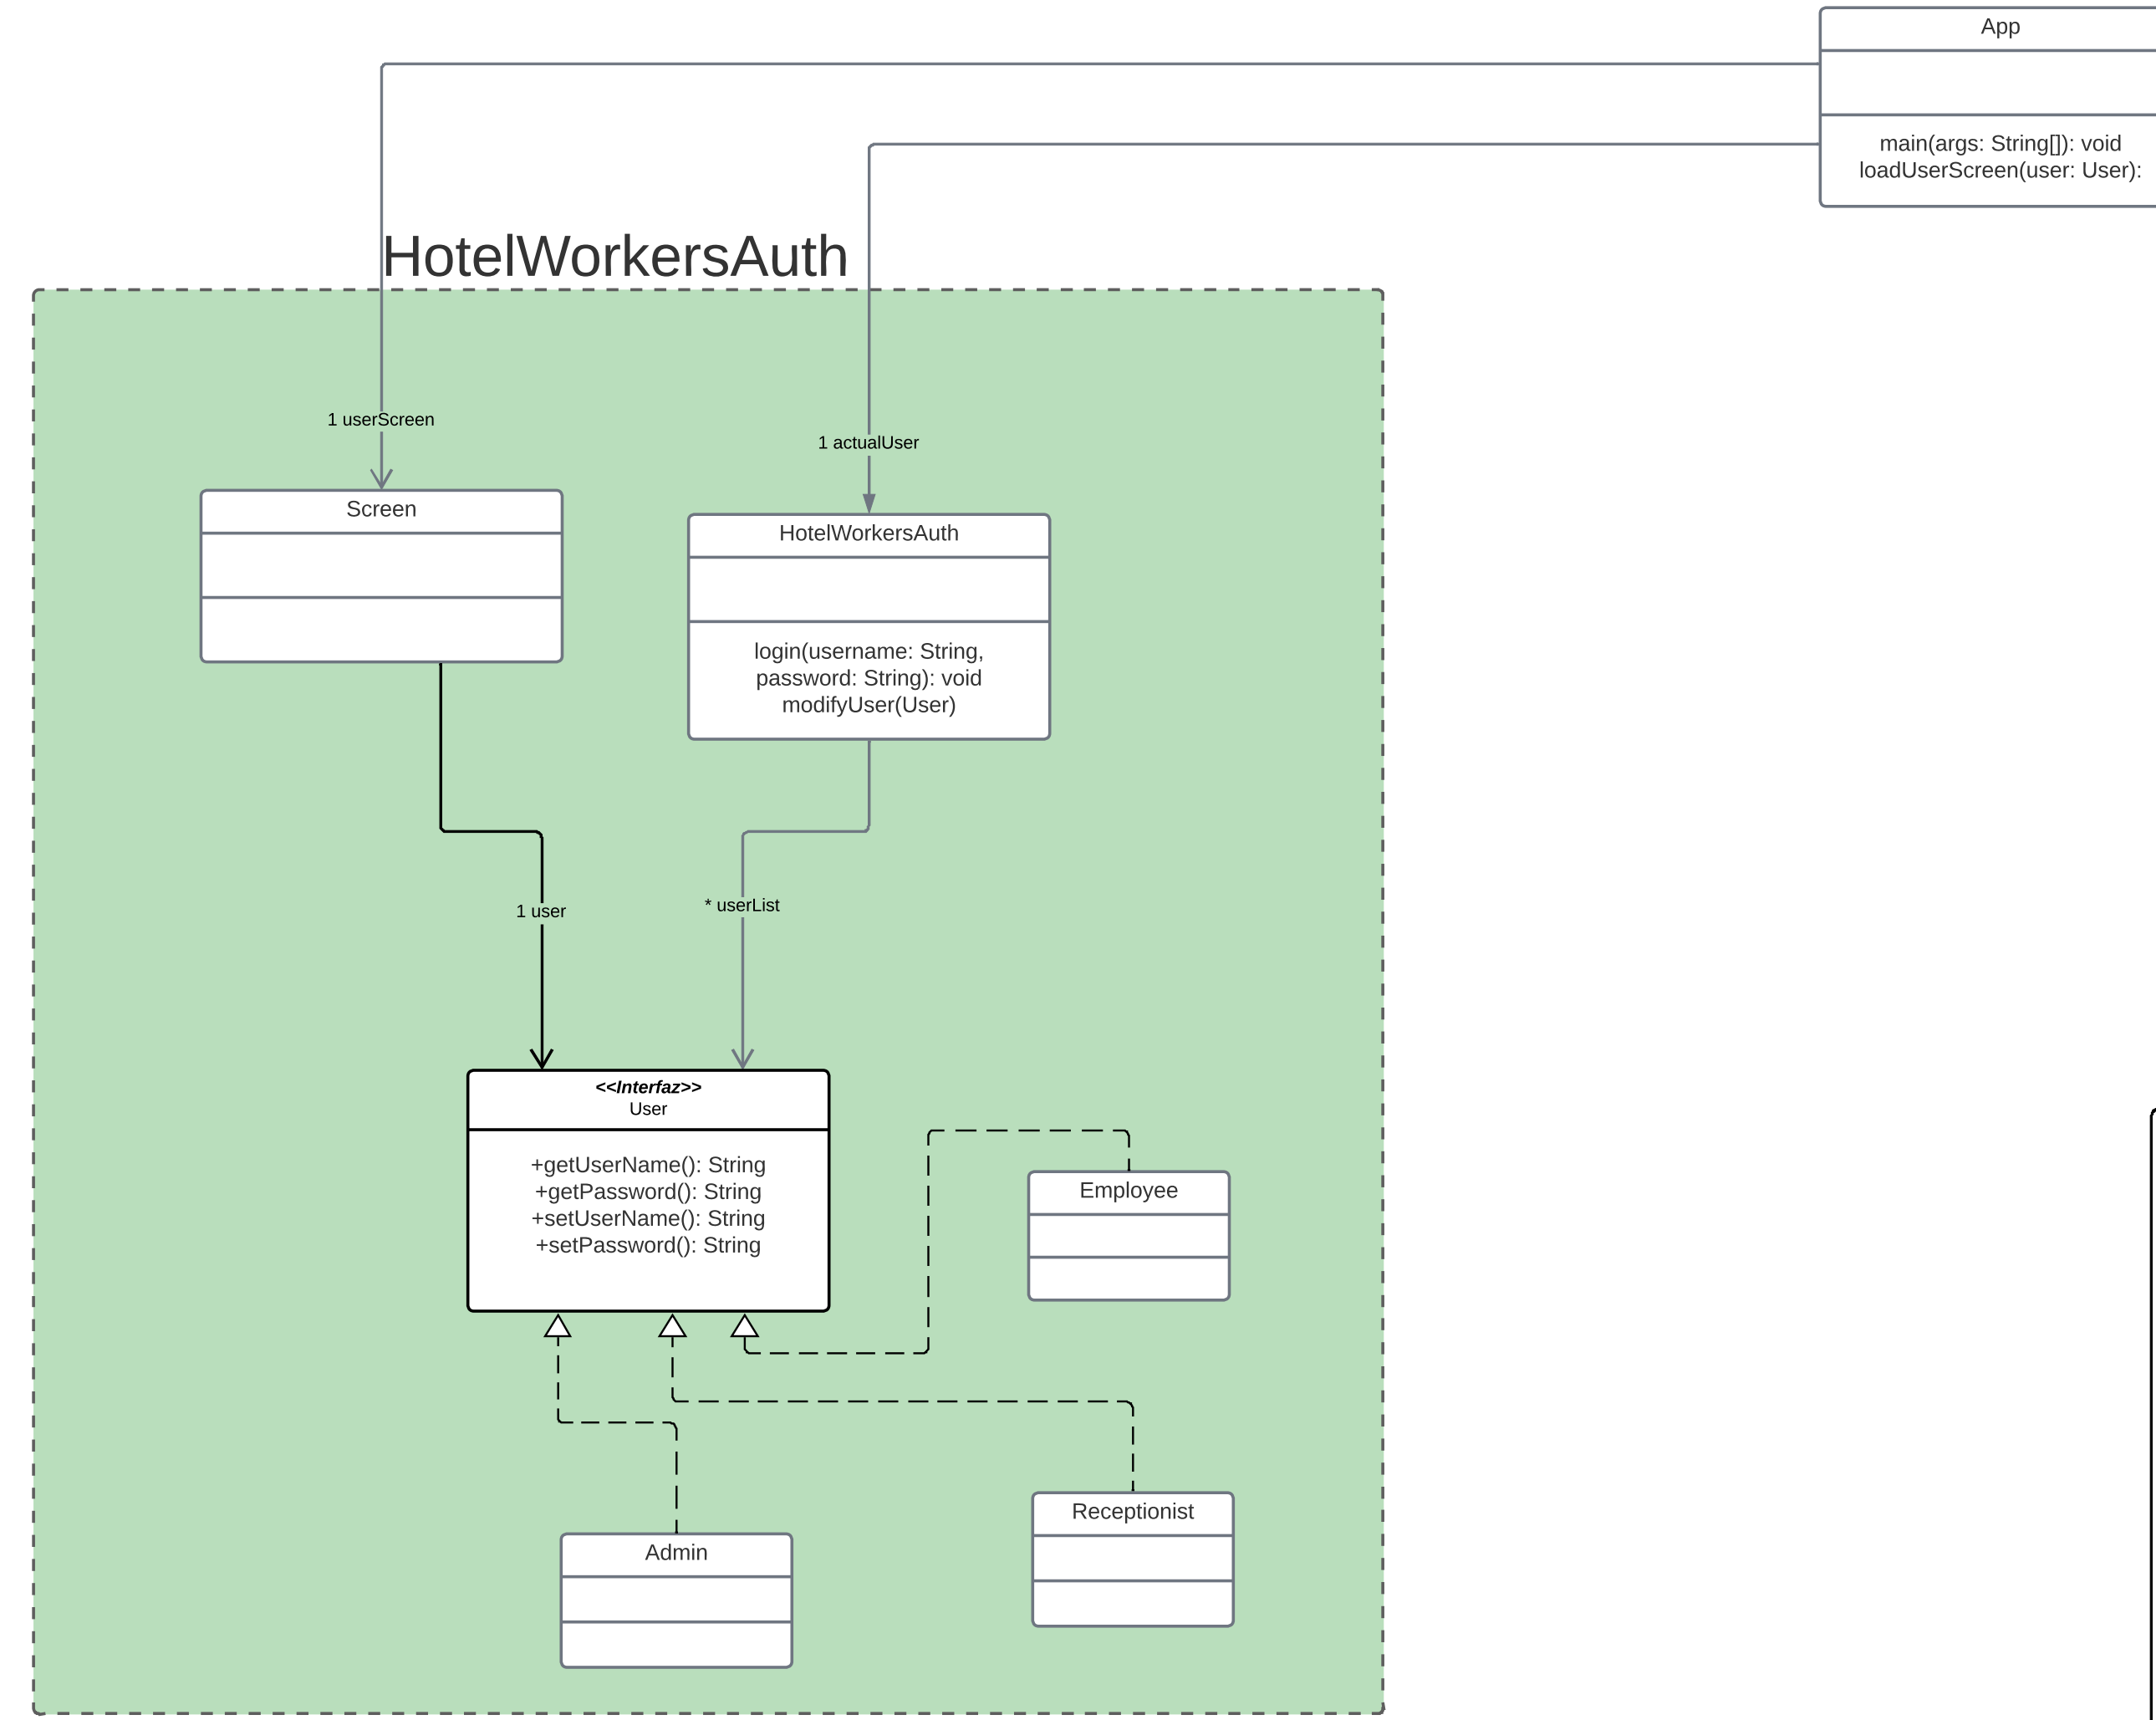 App
main(args: String[]): void
loadUserScreen(user: User):
HotelWorkersAuth
1 userScreen
1 actualUser
Screen
HotelWorkersAuth
login(username: String,
password: String): void
modifyUser(User)
1 user
* userList
<<Interfaz>>
User
+getUserName(): String
+getPassword(): String
+setUserName(): String
+setPassword(): String
Employee
Receptionist
Admin